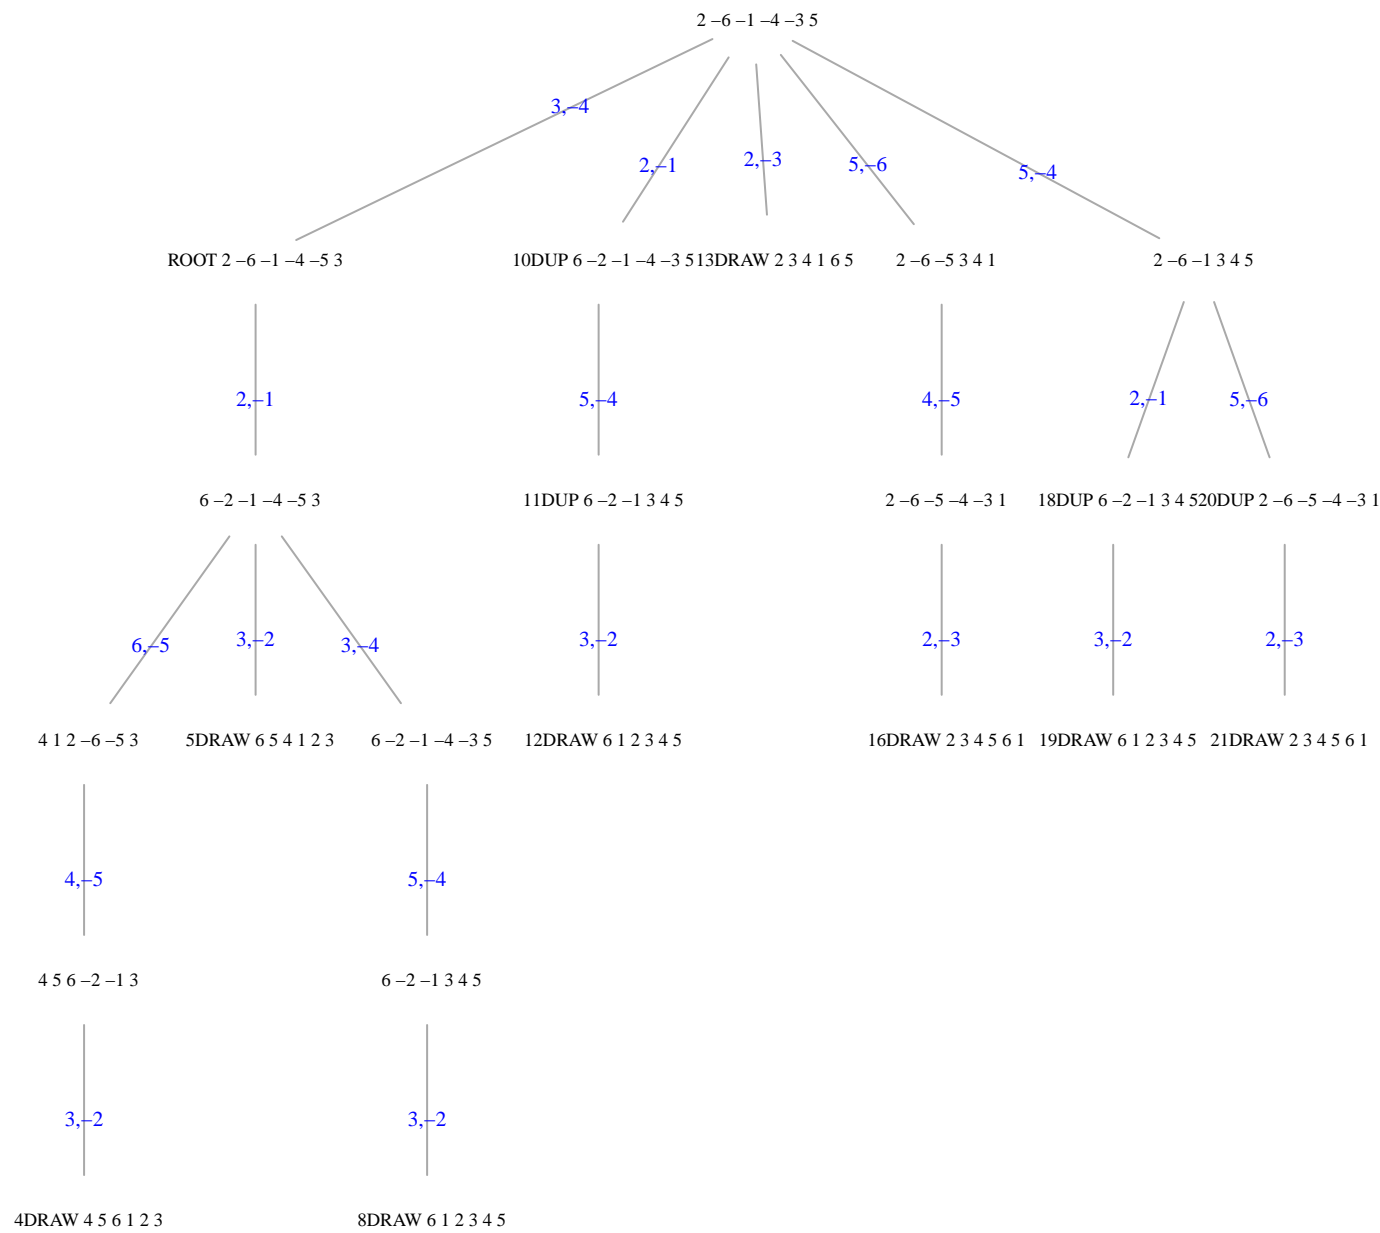 2 –6 –1 –4 –3 5
3,–4
2,–1
2,–3
5,–6
5,–4
ROOT 2 –6 –1 –4 –5 3
10DUP 6 –2 –1 –4 –3 5
13DRAW 2 3 4 1 6 5
2 –6 –5 3 4 1
2 –6 –1 3 4 5
2,–1
5,–4
4,–5
2,–1
5,–6
6 –2 –1 –4 –5 3
11DUP 6 –2 –1 3 4 5
2 –6 –5 –4 –3 1
18DUP 6 –2 –1 3 4 5
20DUP 2 –6 –5 –4 –3 1
6,–5
3,–2
3,–4
3,–2
2,–3
3,–2
2,–3
4 1 2 –6 –5 3
5DRAW 6 5 4 1 2 3
6 –2 –1 –4 –3 5
12DRAW 6 1 2 3 4 5
16DRAW 2 3 4 5 6 1
19DRAW 6 1 2 3 4 5
21DRAW 2 3 4 5 6 1
4,–5
5,–4
4 5 6 –2 –1 3
6 –2 –1 3 4 5
3,–2
3,–2
4DRAW 4 5 6 1 2 3
8DRAW 6 1 2 3 4 5